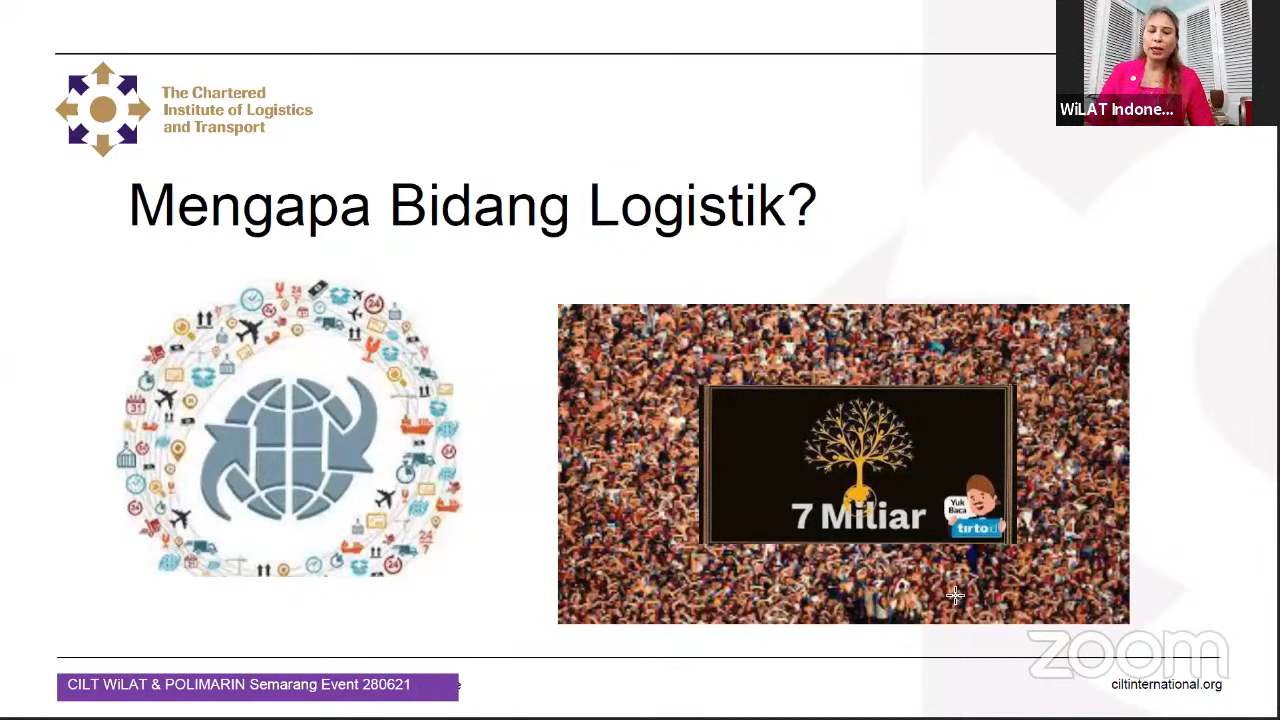 WiLAT Indone...
The Chartered
Institute of Logistics
and Transport
Mengapa Bidang Logistik?
7 Miliar
Yuk
Baca
tirto
zoom
CILT WiLAT & POLIMARIN Semarang Event 280621
ciltinternational.org